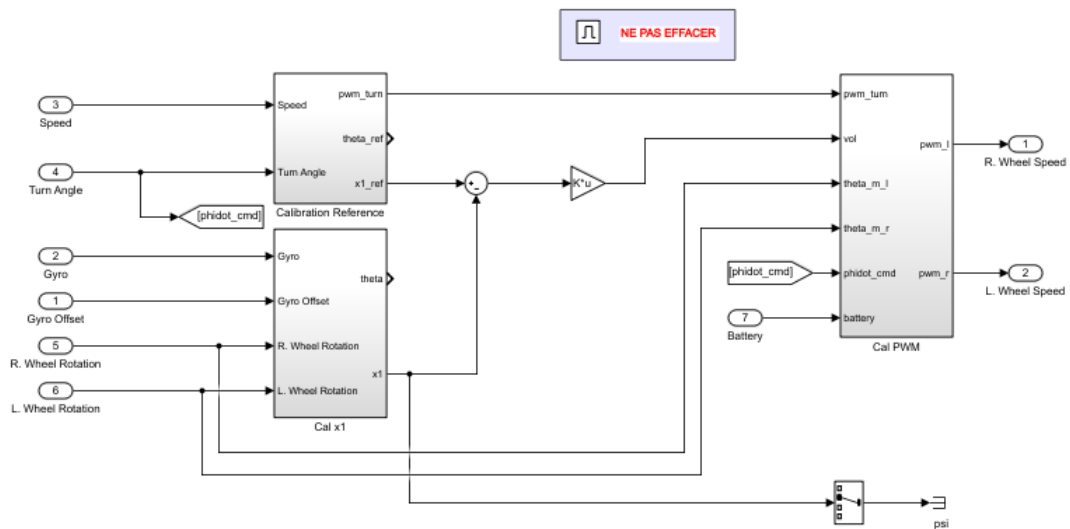 NE PAS EFFACER
3
Speed
4
Turn Angle
[phidot_cmd]
Speed
Turn Angle
pwm_turn
theta_ref
x1_ref
Calibration Reference
2
Gyro
1
Gyro Offset
5
R. Wheel Rotation
6
L. Wheel Rotation
Gyro
Gyro Offset
R. Wheel Rotation
L. Wheel Rotation
theta
x1
Cal x1
+
-
K*u
[phidot_cmd]
7
Battery
pwm_turn
vol
theta_m_l
theta_m_r
phidot_cmd
battery
pwm_l
pwm_r
Cal PWM
1
R. Wheel Speed
2
L. Wheel Speed
psi